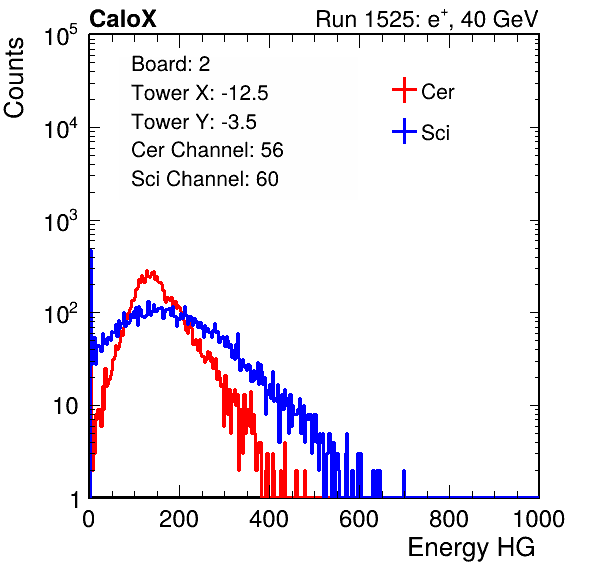 CaloX Run 1525: e⁺, 40 GeV
Counts
Board: 2
Tower X: -12.5
Tower Y: -3.5
Cer Channel: 56
Sci Channel: 60
Cer
Sci
10⁵
10⁴
10³
10²
10
1
0 200 400 600 800 1000
Energy HG